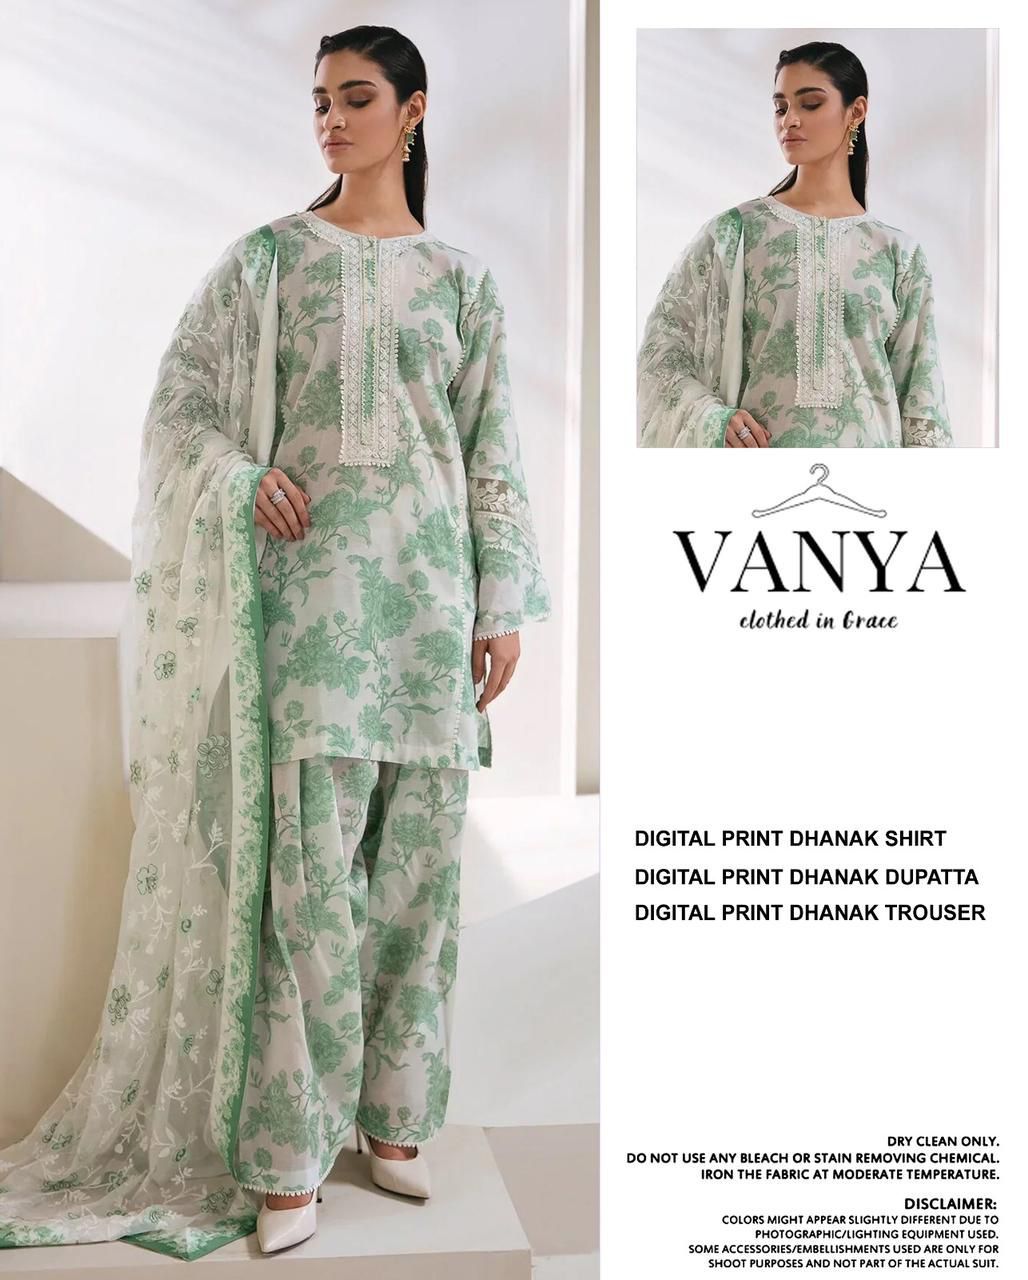 VANYA
clothed in Grace
DIGITAL PRINT DHANAK SHIRT
DIGITAL PRINT DHANAK DUPATTA
DIGITAL PRINT DHANAK TROUSER
DRY CLEAN ONLY.
DO NOT USE ANY BLEACH OR STAIN REMOVING CHEMICAL.
IRON THE FABRIC AT MODERATE TEMPERATURE.
DISCLAIMER:
COLORS MIGHT APPEAR SLIGHTLY DIFFERENT DUE TO
PHOTOGRAPHIC/LIGHTING EQUIPMENT USED.
SOME ACCESSORIES/EMBELLISHMENTS USED ARE ONLY FOR
SHOOT PURPOSES AND NOT PART OF THE ACTUAL SUIT.